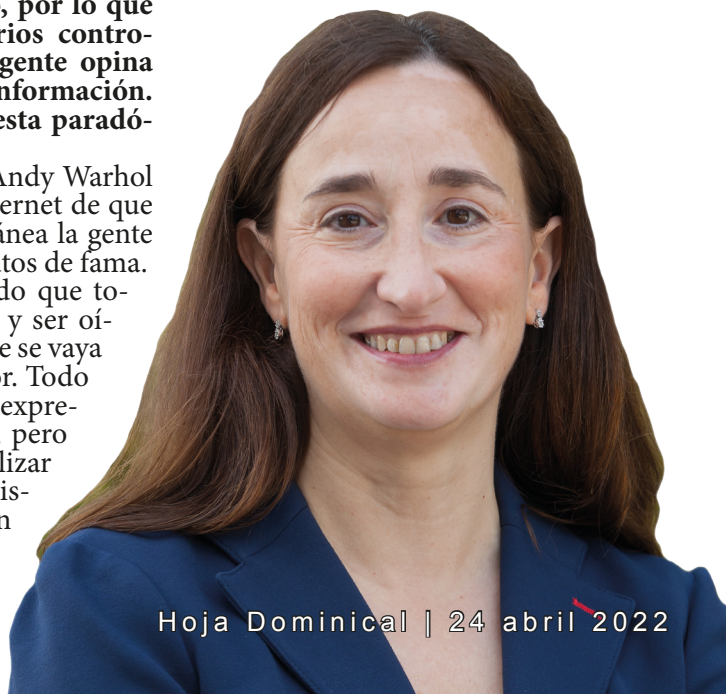 , por lo que
rios contro-
gente opina
nformación.
esta paradó-
Andy Warhol
ernet de que
ánea la gente
tos de fama.
do que to-
y ser oí-
e se vaya
or. Todo
expre-
pero
lizar
is-
n
Hoja Dominical | 24 abril 2022